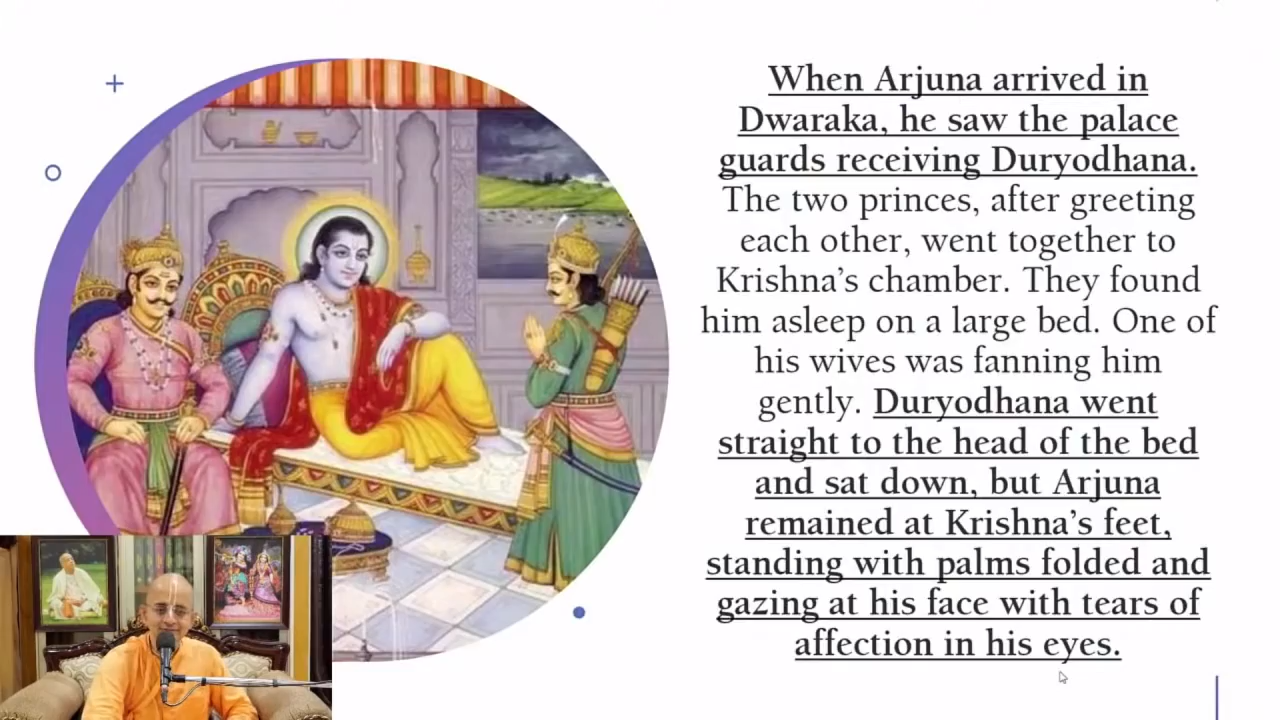 When Arjuna arrived in
Dwaraka, he saw the palace
guards receiving Duryodhana.
The two princes, after greeting
each other, went together to
Krishna’s chamber. They found
him asleep on a large bed. One of
his wives was fanning him
gently. Duryodhana went
straight to the head of the bed
and sat down, but Arjuna
remained at Krishna’s feet,
standing with palms folded and
gazing at his face with tears of
affection in his eyes.